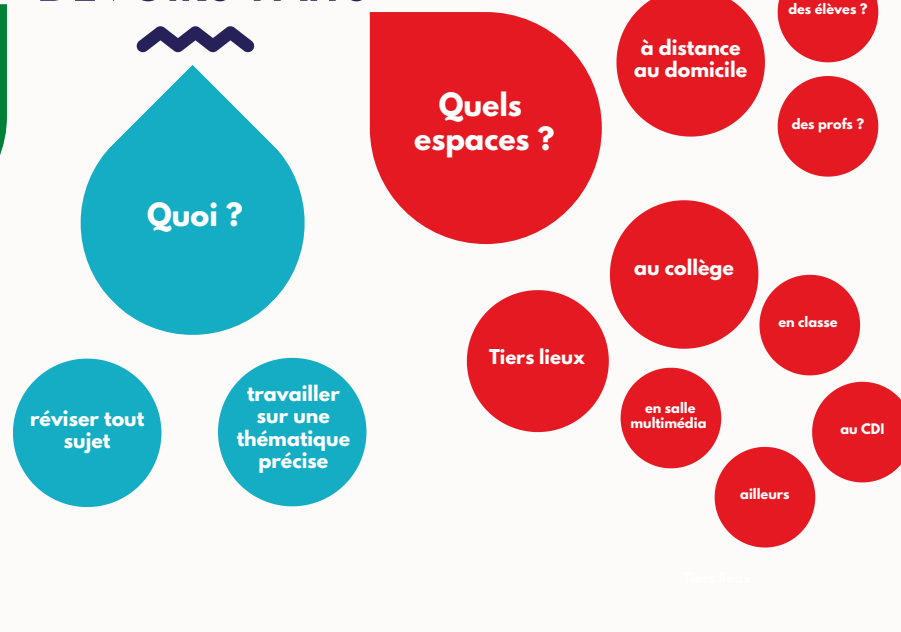 Quoi ?
réviser tout
sujet
travailler
sur une
thématique
précise
Quels
espaces ?
à distance
au domicile
des élèves ?
des profs ?
au collège
en classe
Tiers lieux
en salle
multimédia
au CDI
ailleurs